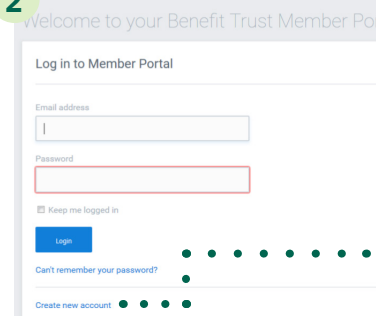 2
Welcome to your Benefit Trust Member Po
Log in to Member Portal
Email address
Password
Keep me logged in
Login
Can't remember your password?
Create new account